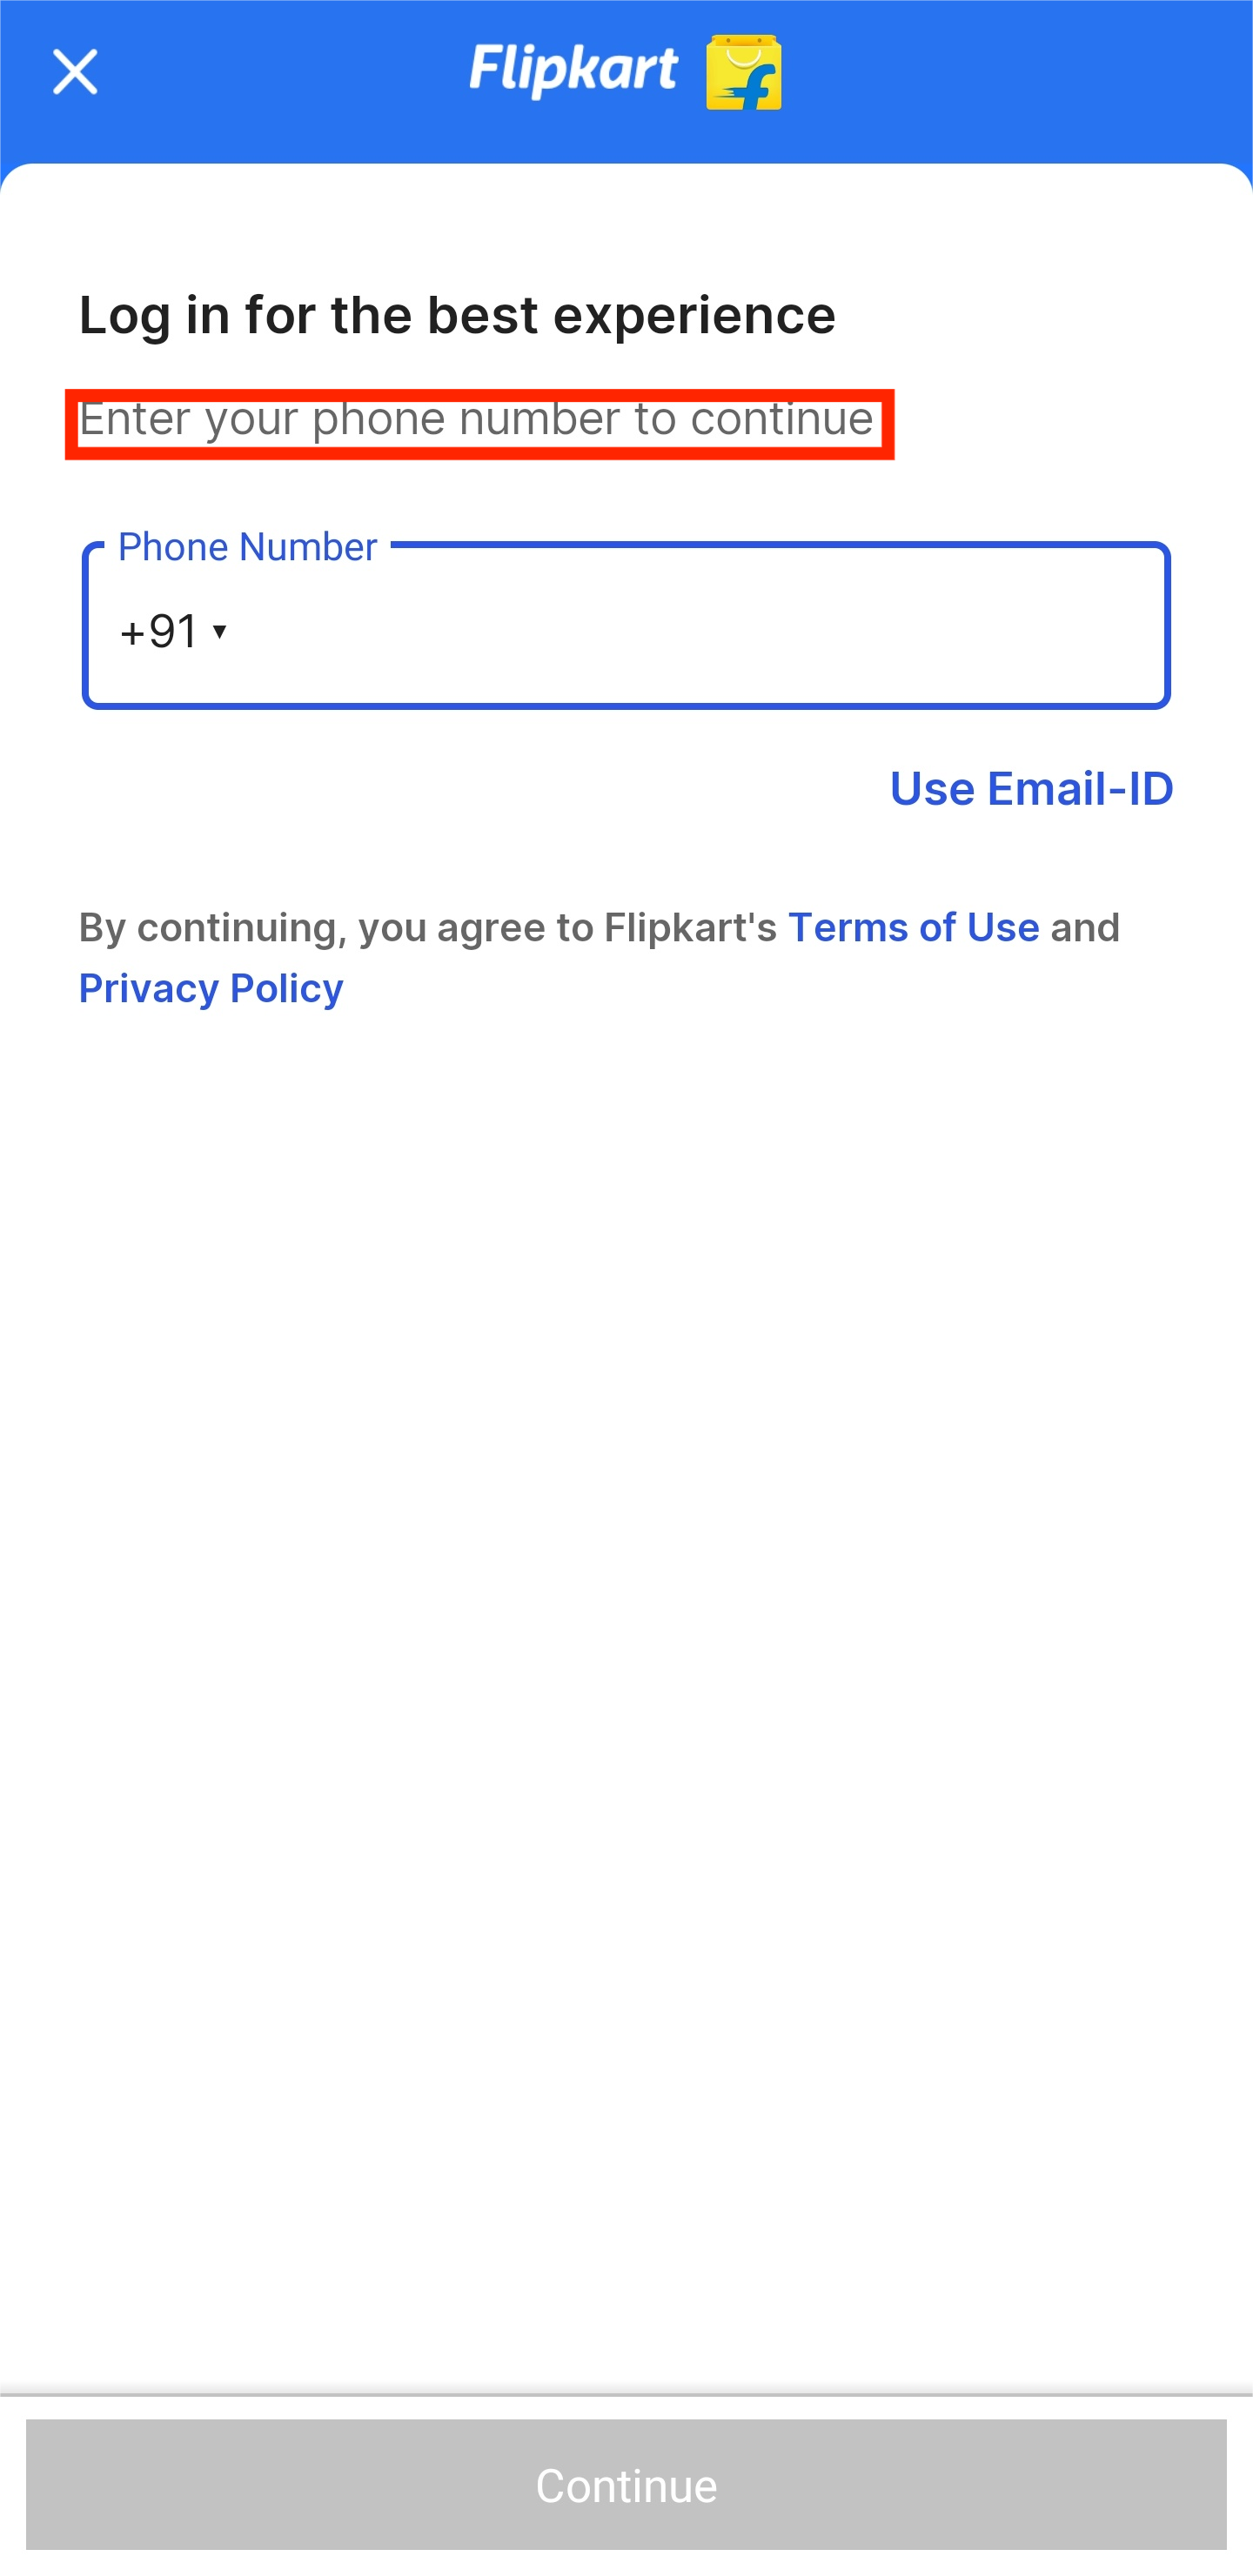 Flipkart
Log in for the best experience
Enter your phone number to continue
Phone Number
+91
Use Email-ID
By continuing, you agree to Flipkart's Terms of Use and
Privacy Policy
Continue